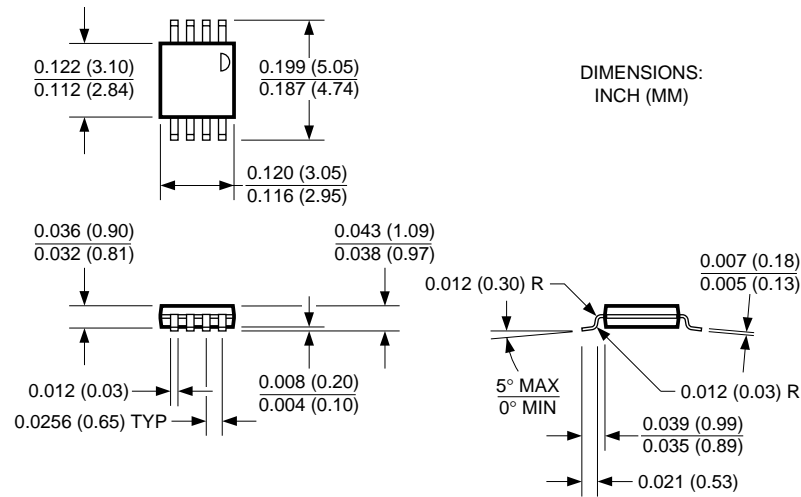 0.122 (3.10)
0.112 (2.84)
0.199 (5.05)
0.187 (4.74)
DIMENSIONS:
INCH (MM)
0.120 (3.05)
0.116 (2.95)
0.036 (0.90)
0.032 (0.81)
0.043 (1.09)
0.038 (0.97)
0.012 (0.30) R
0.007 (0.18)
0.005 (0.13)
0.012 (0.03)
0.008 (0.20)
0.004 (0.10)
0.0256 (0.65) TYP
5° MAX
0° MIN
0.012 (0.03) R
0.039 (0.99)
0.035 (0.89)
0.021 (0.53)